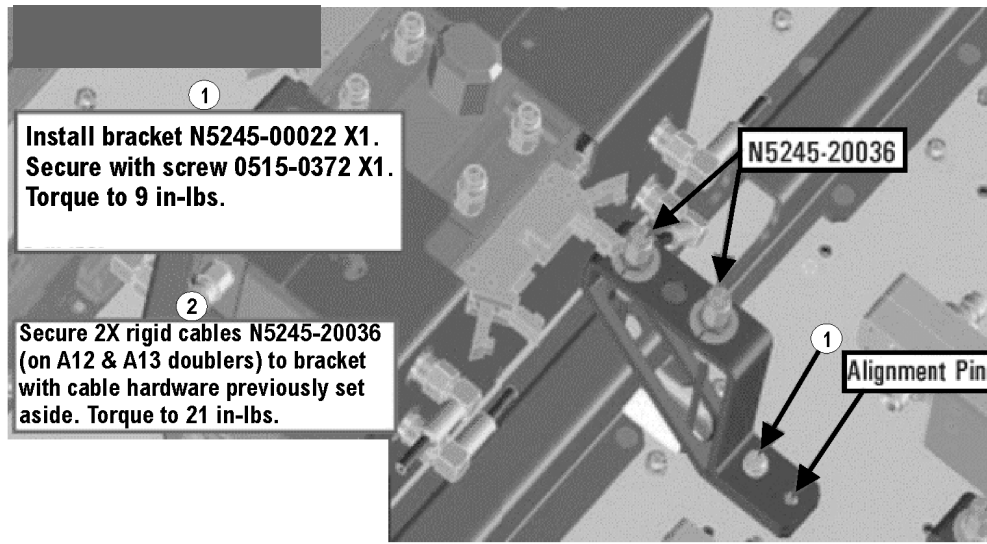 1
Install bracket N5245-00022 X1.
Secure with screw 0515-0372 X1.
Torque to 9 in-lbs.
2
Secure 2X rigid cables N5245-20036
(on A12 & A13 doublers) to bracket
with cable hardware previously set
aside. Torque to 21 in-lbs.
N5245-20036
1
Alignment Pin